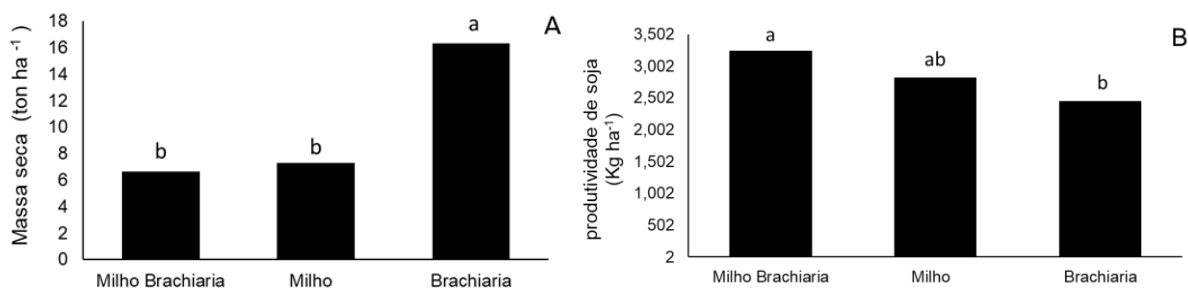 A
Massa seca (ton ha -1 )
18
16
14
12
10
8
6
4
2
0
b
b
a
Milho Brachiaria
Milho
Brachiaria
B
produtividade de soja
(Kg ha-1)
3,502
3,002
2,502
2,002
1,502
1,002
502
2
a
ab
b
Milho Brachiaria
Milho
Brachiaria